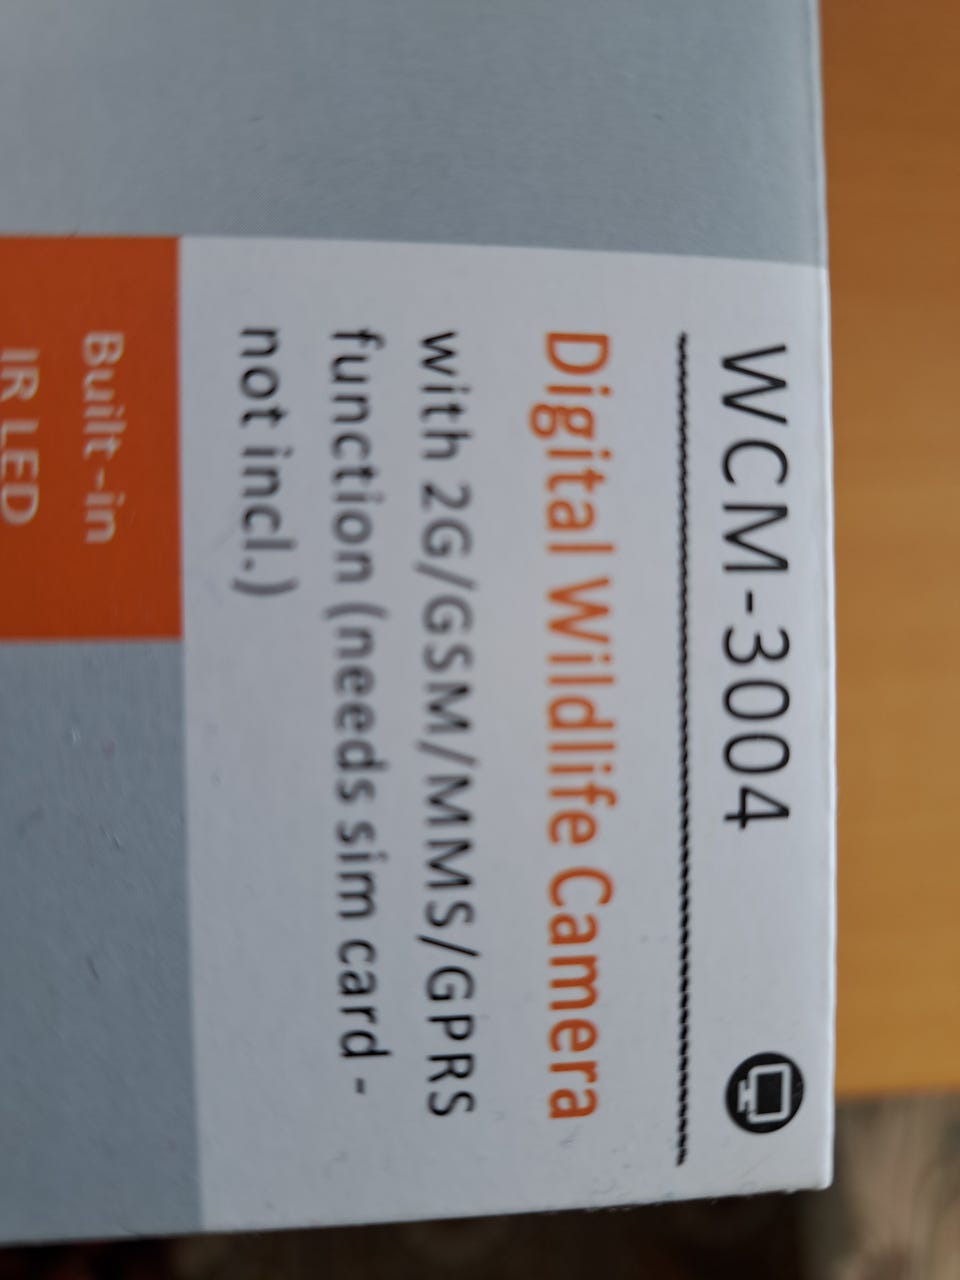 WCM-3004
Digital Wildlife Camera
with 2G/GSM/MMS/GPRS
function (needs sim card -
not incl.)
Built-in
IR LED